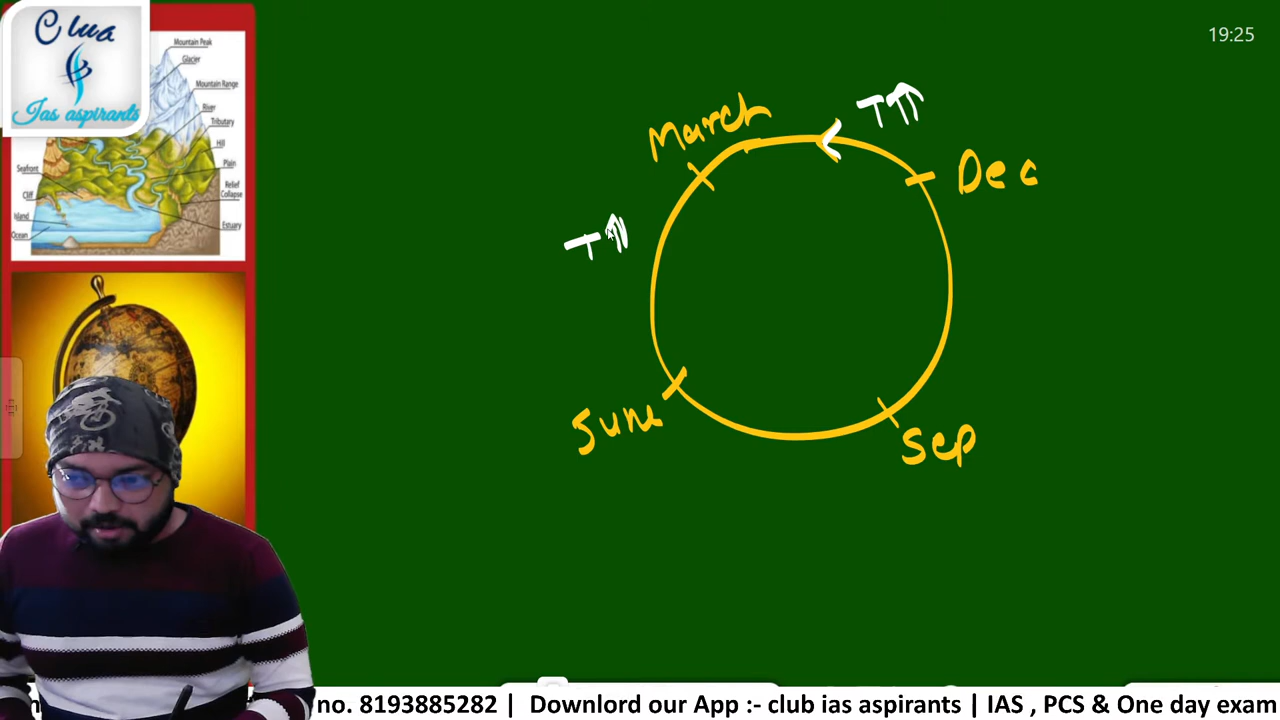 Clua
Ias aspirants
Mountain Peak
Glacier
Mountain Range
River
Tributary
Hill
Seafront
Plain
Cliff
Relief
Collapse
Island
Estuary
Ocean
19:25
T
March
Dec
T
June
Sep
no. 8193885282 | Downlord our App :- club ias aspirants | IAS , PCS & One day exam